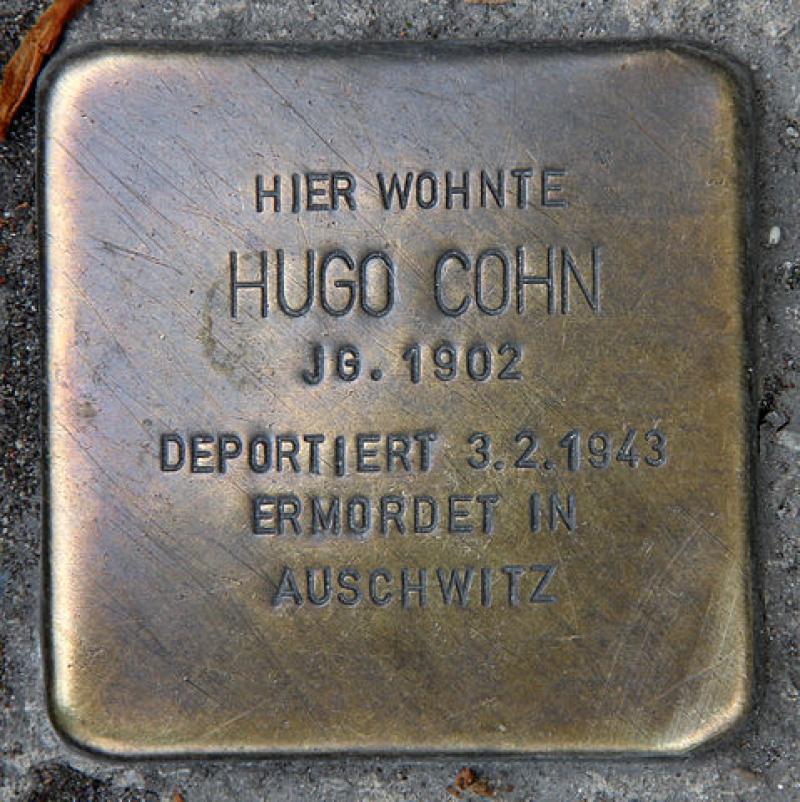 HIER WOHNTE
HUGO COHN
JG. 1902
DEPORTIERT 3.2.1943
ERMORDET IN
AUSCHWITZ